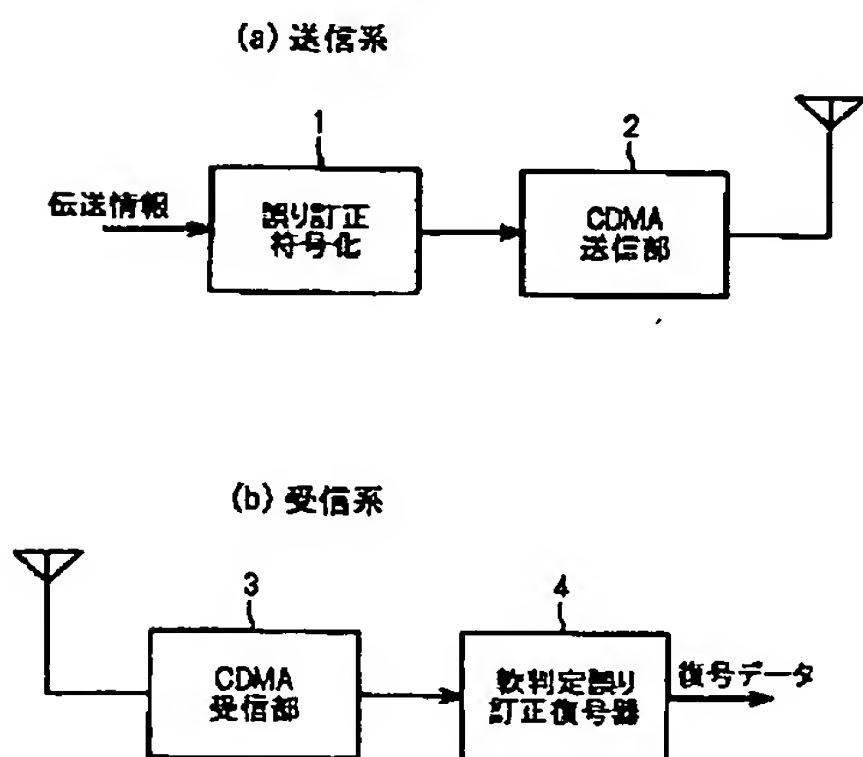 (a) 送信系
1
2
伝送情報
誤り訂正
符号化
CDMA
送信部
(b) 受信系
3
4
CDMA
受信部
軟判定誤り
訂正復号器
復号データ